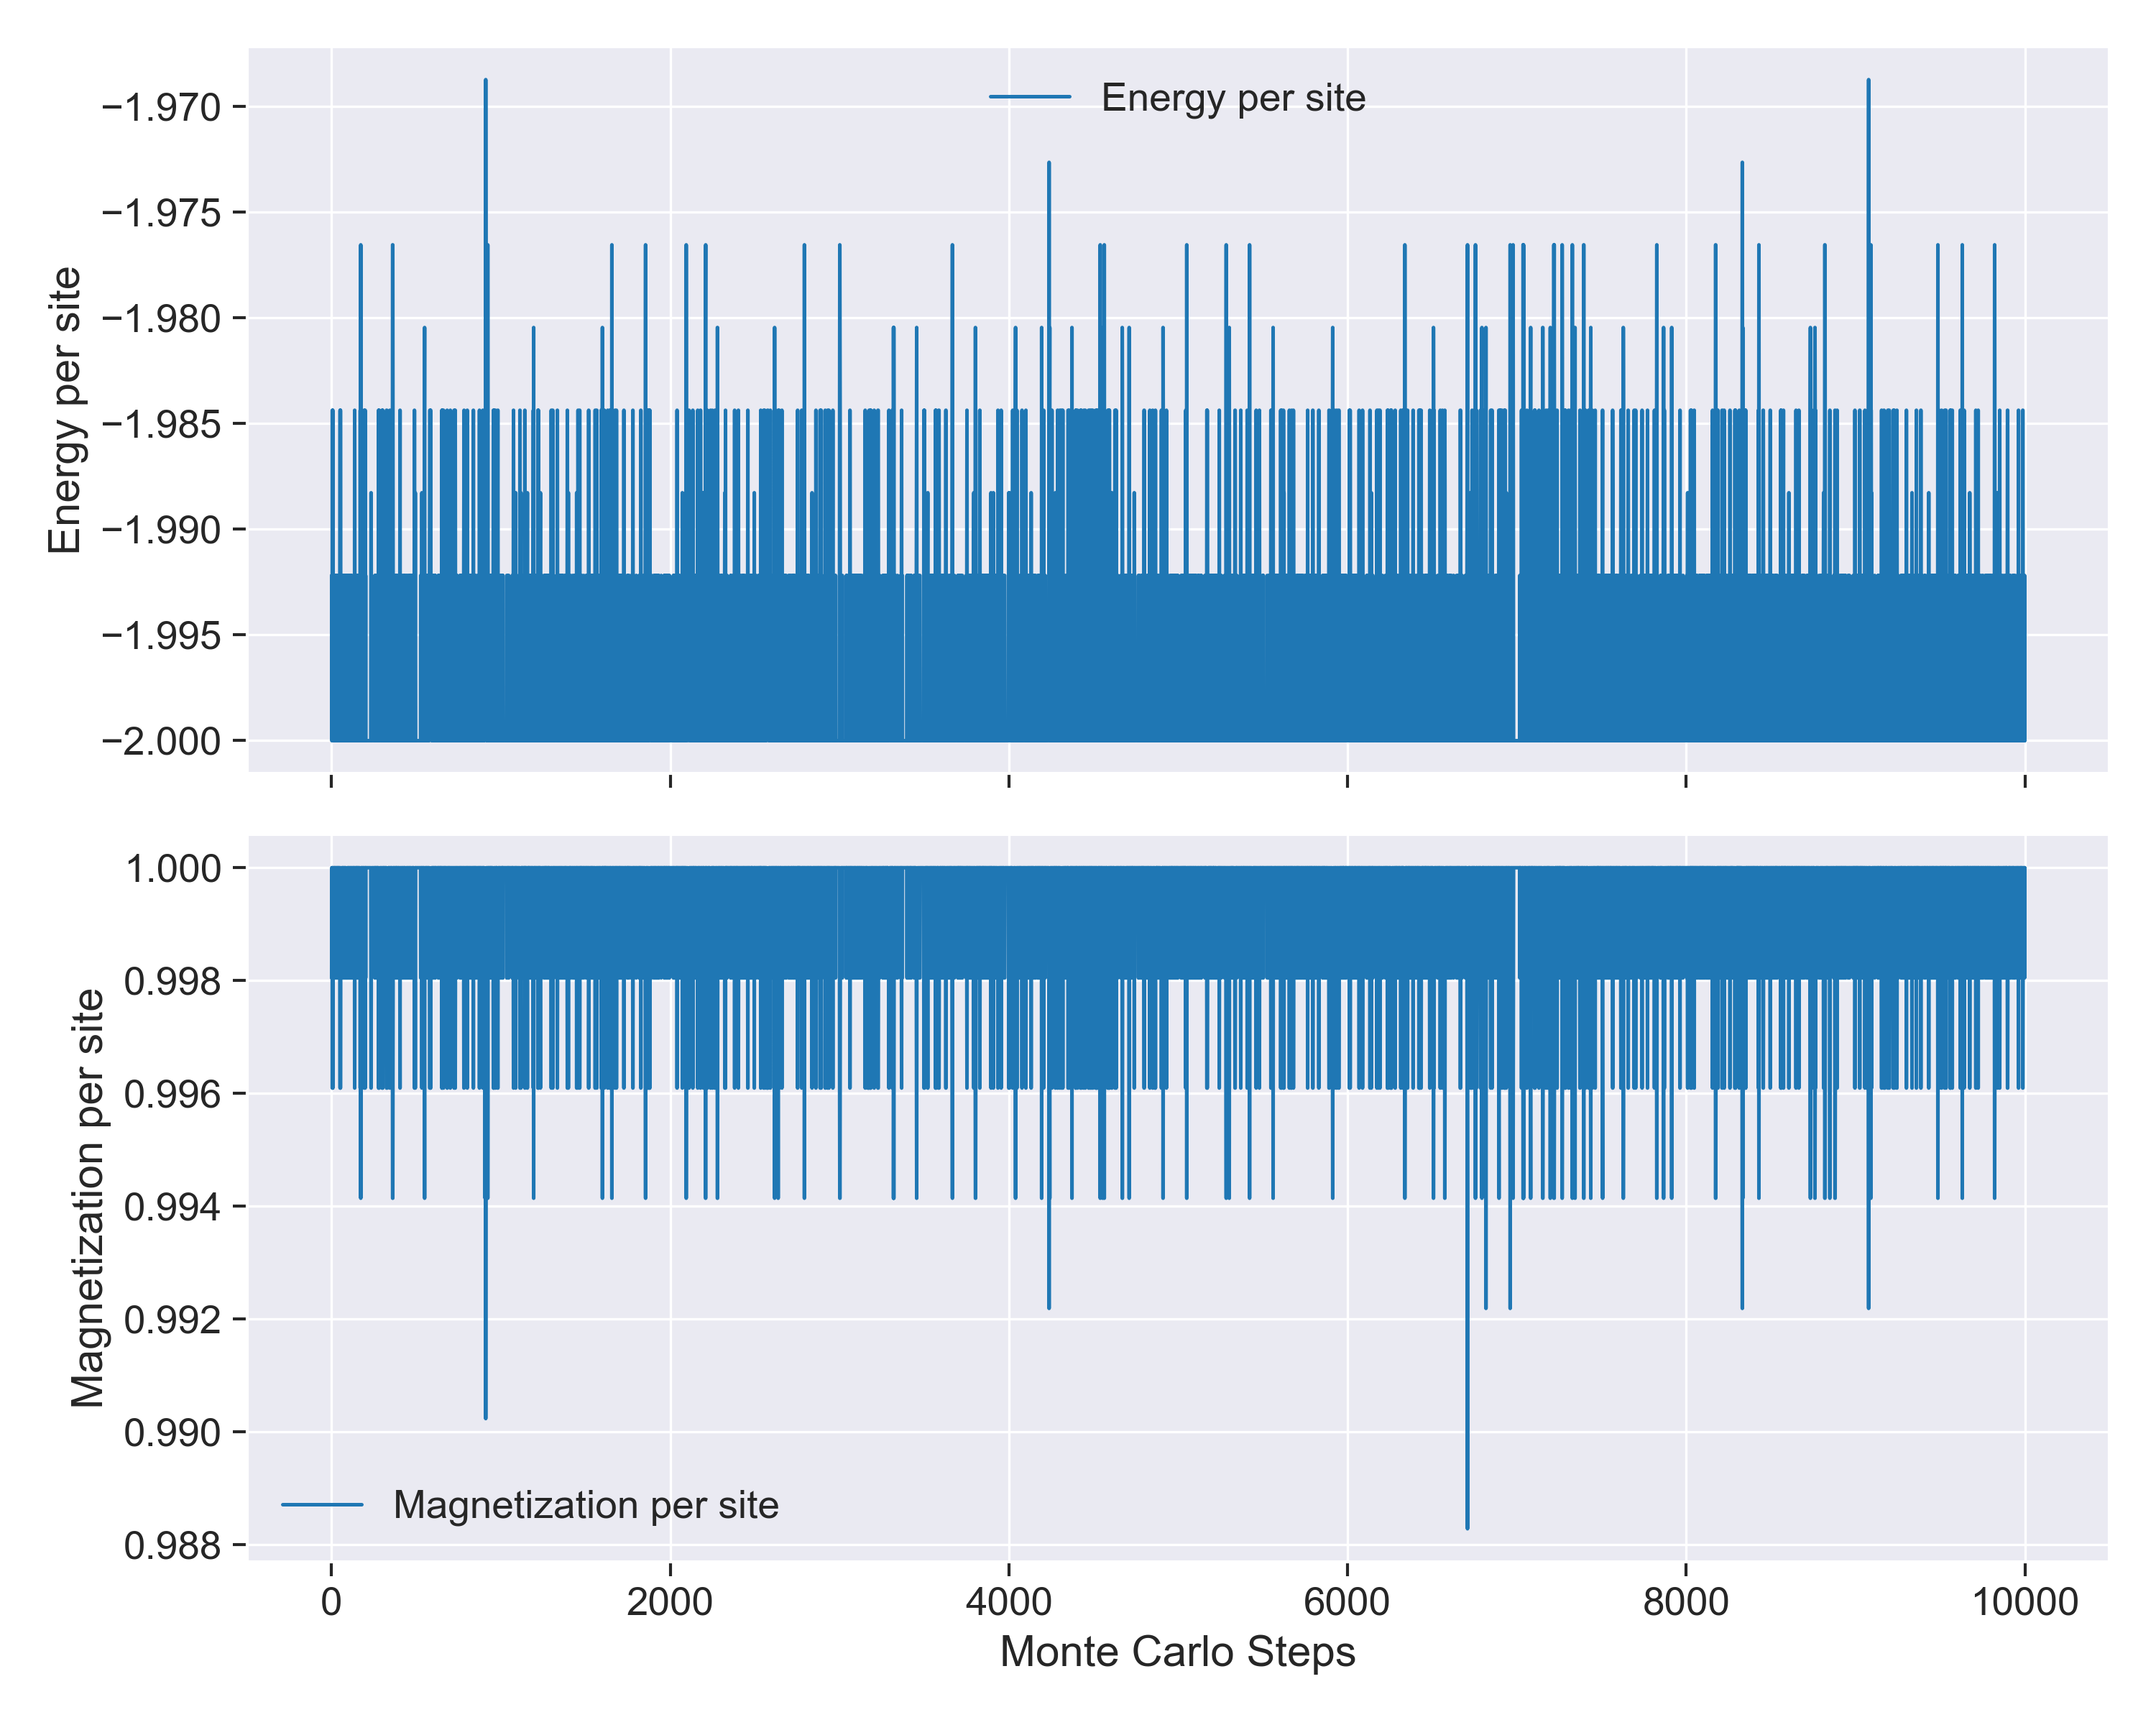 Energy per site
−1.970
−1.975
−1.980
−1.985
−1.990
−1.995
−2.000
Energy per site
Magnetization per site
1.000
0.998
0.996
0.994
0.992
0.990
0.988
Magnetization per site
0 2000 4000 6000 8000 10000
Monte Carlo Steps